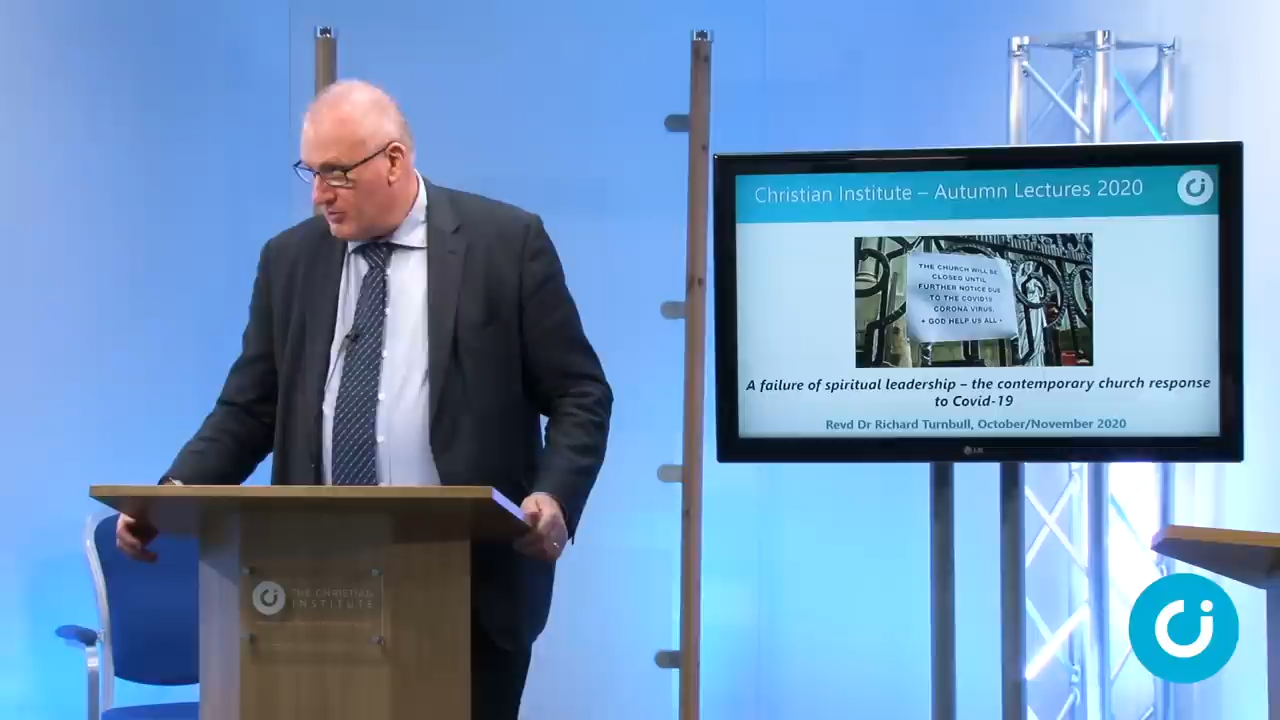 Christian Institute – Autumn Lectures 2020
THE CHURCH WILL BE
CLOSED UNTIL
FURTHER NOTICE DUE
TO THE COVID19
CORONA VIRUS.
+ GOD HELP US ALL +
A failure of spiritual leadership – the contemporary church response
to Covid-19
Revd Dr Richard Turnbull, October/November 2020
LG
THE CHRISTIAN
INSTITUTE